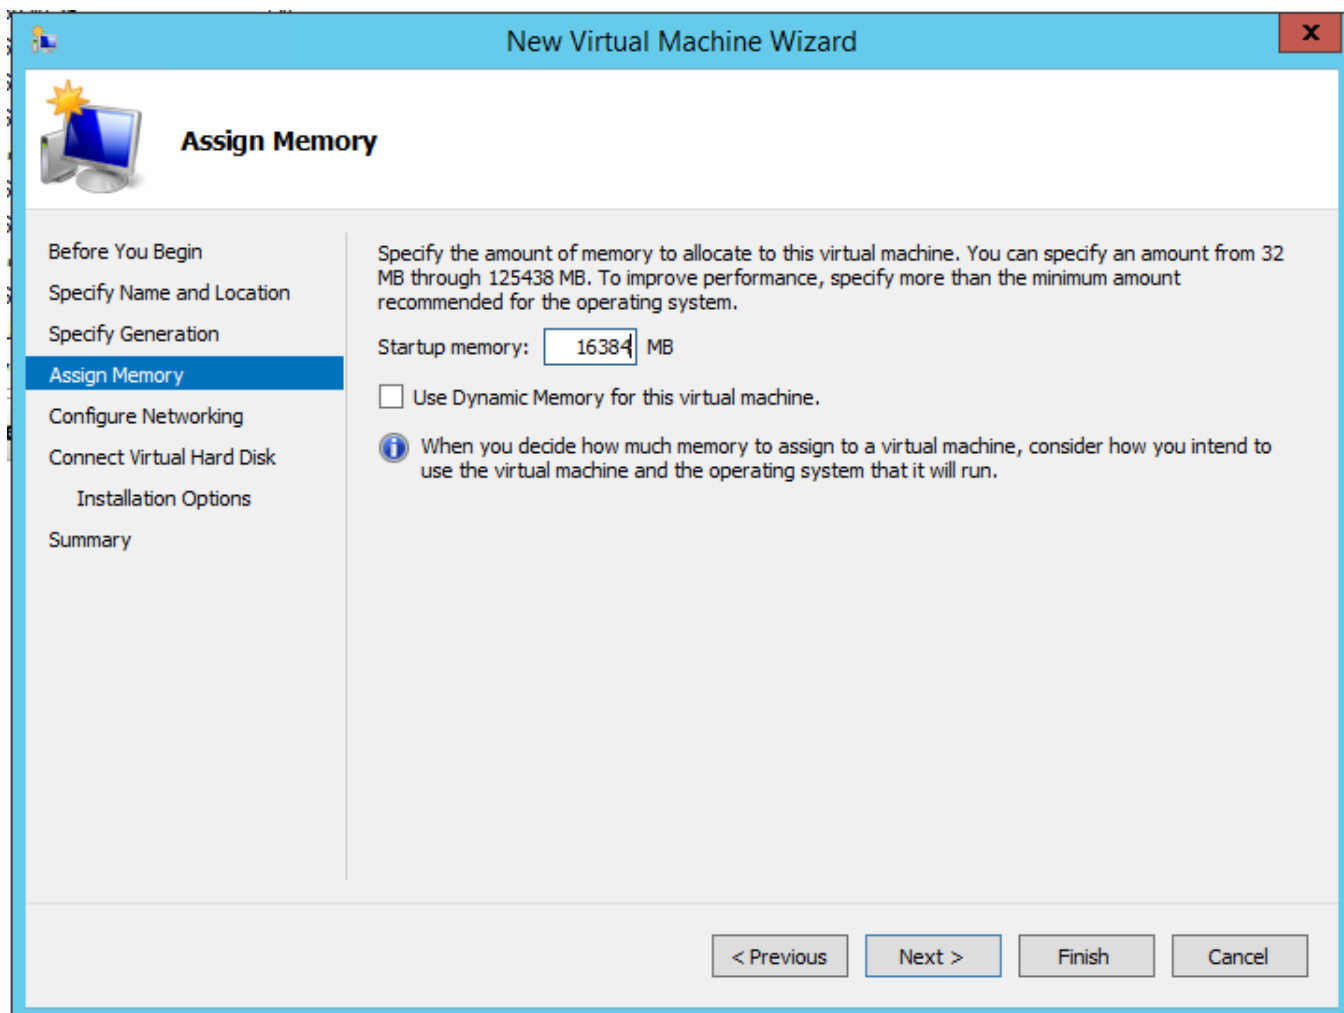 New Virtual Machine Wizard
x
Assign Memory
Before You Begin
Specify Name and Location
Specify Generation
Assign Memory
Configure Networking
Connect Virtual Hard Disk
Installation Options
Summary
Specify the amount of memory to allocate to this virtual machine. You can specify an amount from 32
MB through 125438 MB. To improve performance, specify more than the minimum amount
recommended for the operating system.
Startup memory: 16384 MB
Use Dynamic Memory for this virtual machine.
When you decide how much memory to assign to a virtual machine, consider how you intend to
use the virtual machine and the operating system that it will run.
< Previous
Next >
Finish
Cancel